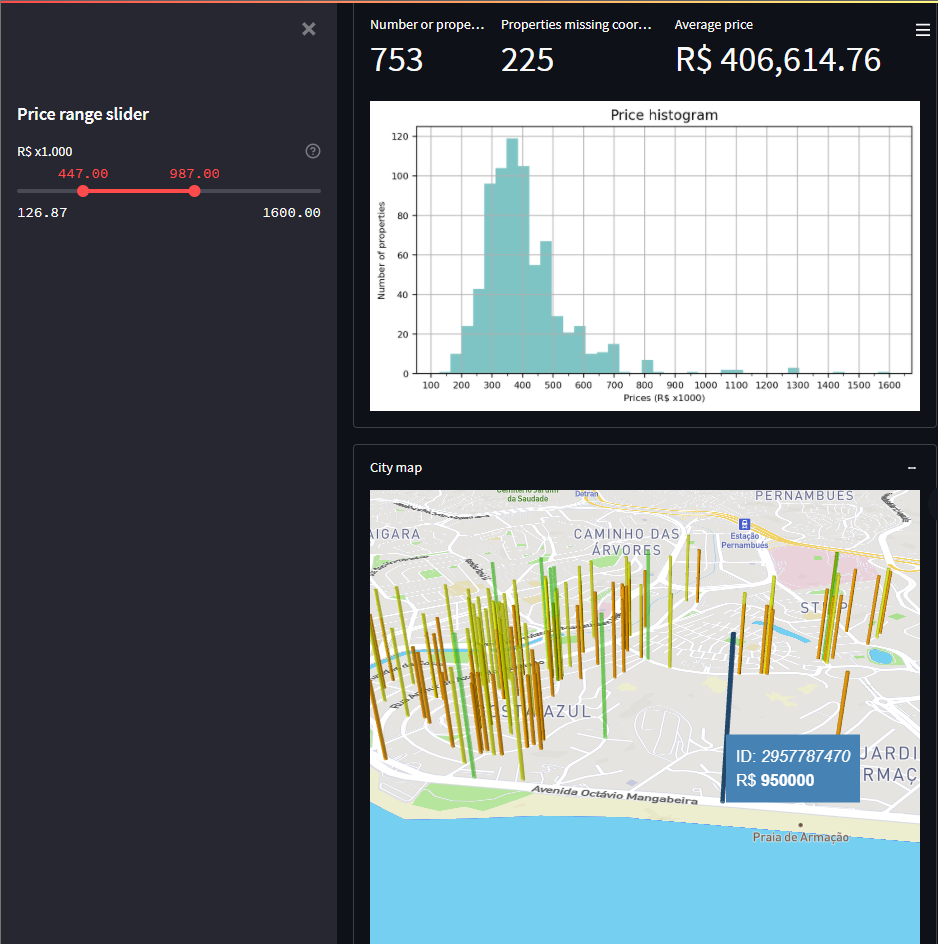 Price range slider
R$ x1.000
447.00 987.00
126.87 1600.00
Number or prope... Properties missing coor... Average price
753 225 R$ 406,614.76
Price histogram
Number of properties
120
100
80
60
40
20
0
100 200 300 400 500 600 700 800 900 1000 1100 1200 1300 1400 1500 1600
Prices (R$ x1000)
City map
Cemitério Jardim
da Saudade
Detran
PERNAMBUÉS
Estação
Pernambués
AIGARA
CAMINHO DAS
ÁRVORES
AZUL
ID: 2957787470
R$ 950000
JARDI
RMAÇ
Avenida Octávio Mangabeira
Praia de Armação